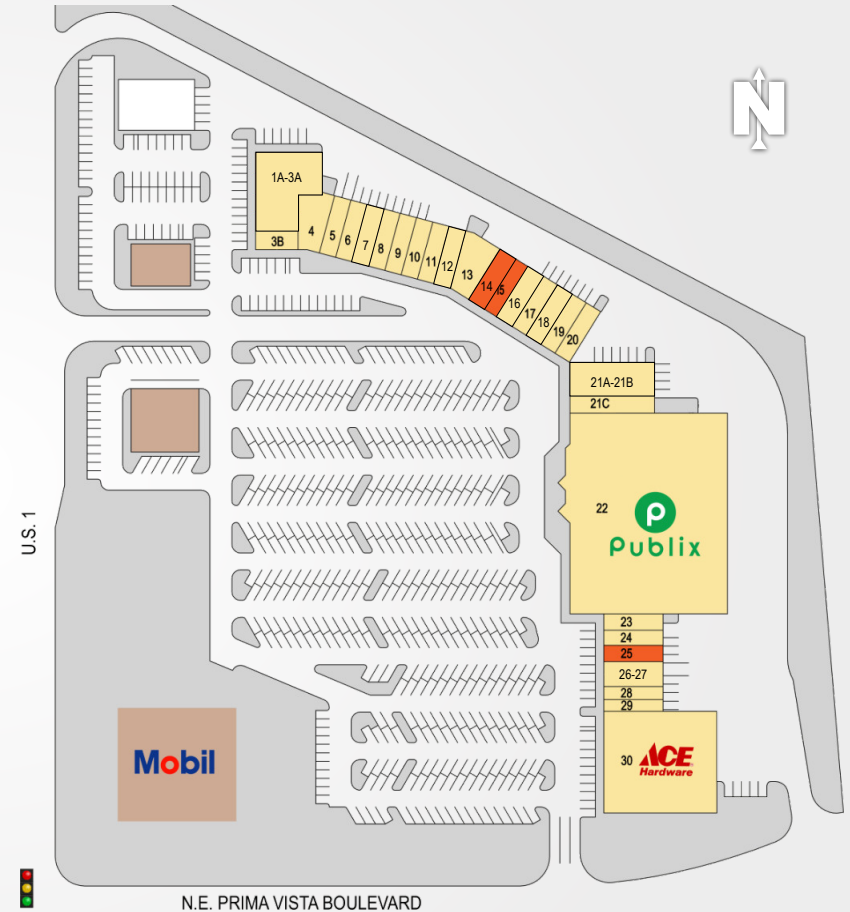 N
1A-3A
3B
4
5
6
7
8
9
10
11
12
13
14
5
16
17
18
19
20
21A-21B
21C
22
Publix
U.S. 1
23
24
25
26-27
28
29
30
ACE
Hardware
Mobil
N.E. PRIMA VISTA BOULEVARD